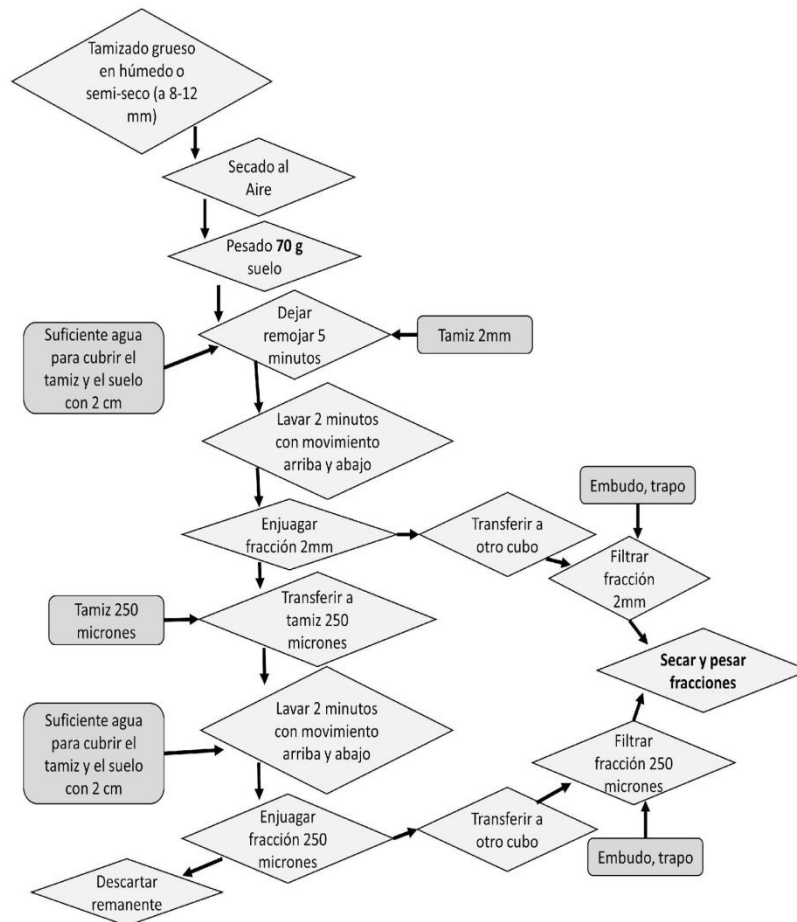 Tamizado grueso
en húmedo o
semi-seco (a 8-12
mm)
Secado al
Aire
Pesado 70 g
suelo
Dejar
remojar 5
minutos
Tamiz 2mm
Suficiente agua
para cubrir el
tamiz y el suelo
con 2 cm
Lavar 2 minutos
con movimiento
arriba y abajo
Enjuagar
fracción 2mm
Transferir a
otro cubo
Embudo, trapo
Filtrar
fracción
2mm
Tamiz 250
micrones
Transferir a
tamiz 250
micrones
Secar y pesar
fracciones
Suficiente agua
para cubrir el
tamiz y el suelo
con 2 cm
Lavar 2 minutos
con movimiento
arriba y abajo
Filtrar
fracción 250
micrones
Enjuagar
fracción 250
micrones
Transferir a
otro cubo
Embudo, trapo
Descartar
remanente